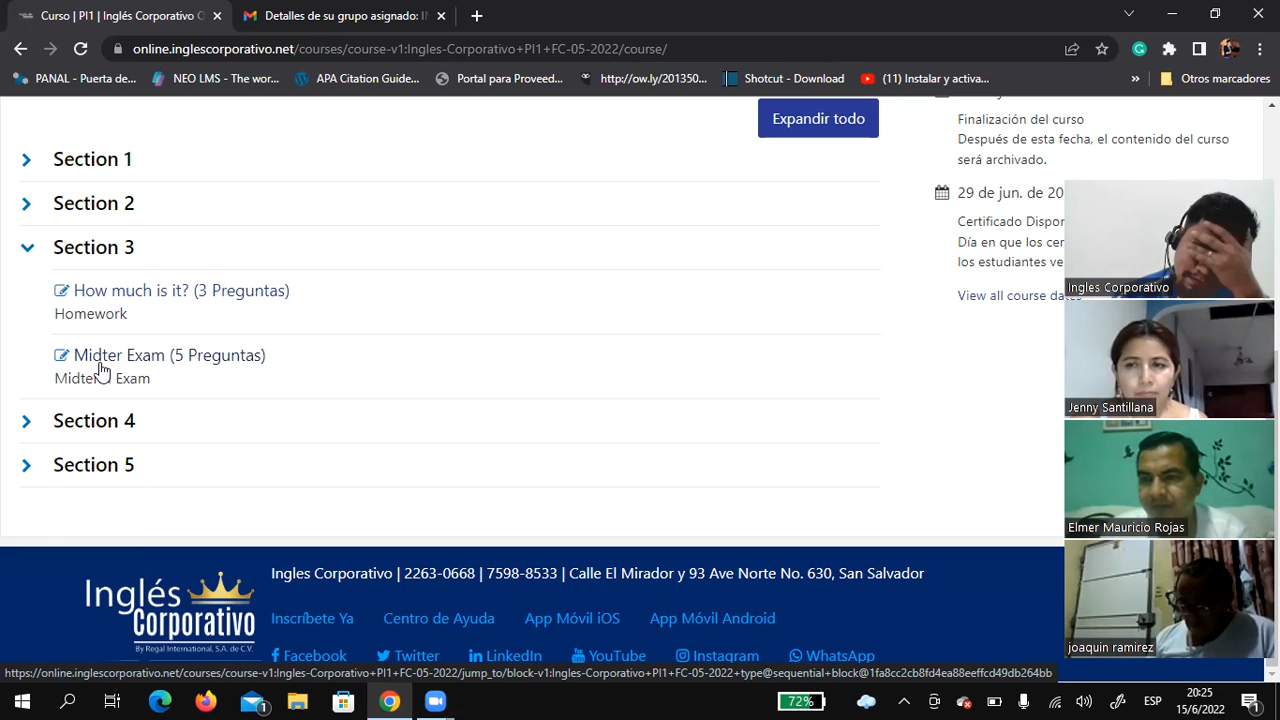 Curso | PI1 | Inglés Corporativo C
Detalles de su grupo asignado: I
online.inglescorporativo.net/courses/course-v1:Ingles-Corporativo+PI1+FC-05-2022/course/
PANAL - Puerta de...
NEO LMS - The wor...
APA Citation Guide...
Portal para Proveed...
http://ow.ly/201350...
Shotcut - Download
(11) Instalar y activa...
»
Otros marcadores
Expandir todo
Section 1
Section 2
Section 3
How much is it? (3 Preguntas)
Homework
Midter Exam (5 Preguntas)
Midter Exam
Section 4
Section 5
Finalización del curso
Después de esta fecha, el contenido del curso
será archivado.
29 de jun. de 20
Certificado Dispor
Día en que los cer
los estudiantes ve
View all course dates
Ingles Corporativo
Jenny Santillana
Elmer Mauricio Rojas
joaquin ramirez
Inglés
Corporativo
By Regal International, S.A. de C.V.
Ingles Corporativo | 2263-0668 | 7598-8533 | Calle El Mirador y 93 Ave Norte No. 630, San Salvador
Inscríbete Ya
Centro de Ayuda
App Móvil iOS
App Móvil Android
Facebook
Twitter
LinkedIn
YouTube
Instagram
WhatsApp
https://online.inglescorporativo.net/courses/course-v1:Ingles-Corporativo+PI1+FC-05-2022/jump_to/block-v1:Ingles-Corporativo+PI1+FC-05-2022+type@sequential+block@1fa8cc2cb8fd4ea88eeffcd49db264bb
72%
ESP
20:25
15/6/2022